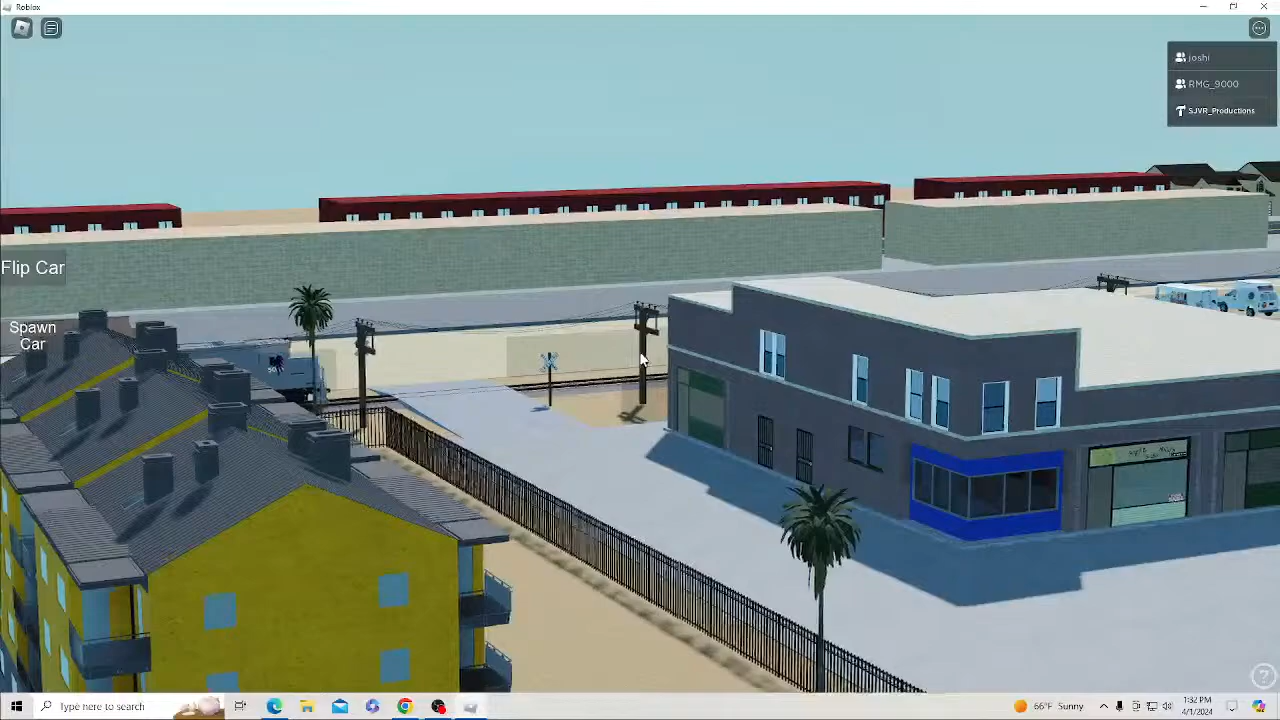 Roblox
joshi
RMG_9000
SJVR_Productions
Flip Car
Spawn
Car
Type here to search
66°F Sunny
1:32 PM
4/1/2024